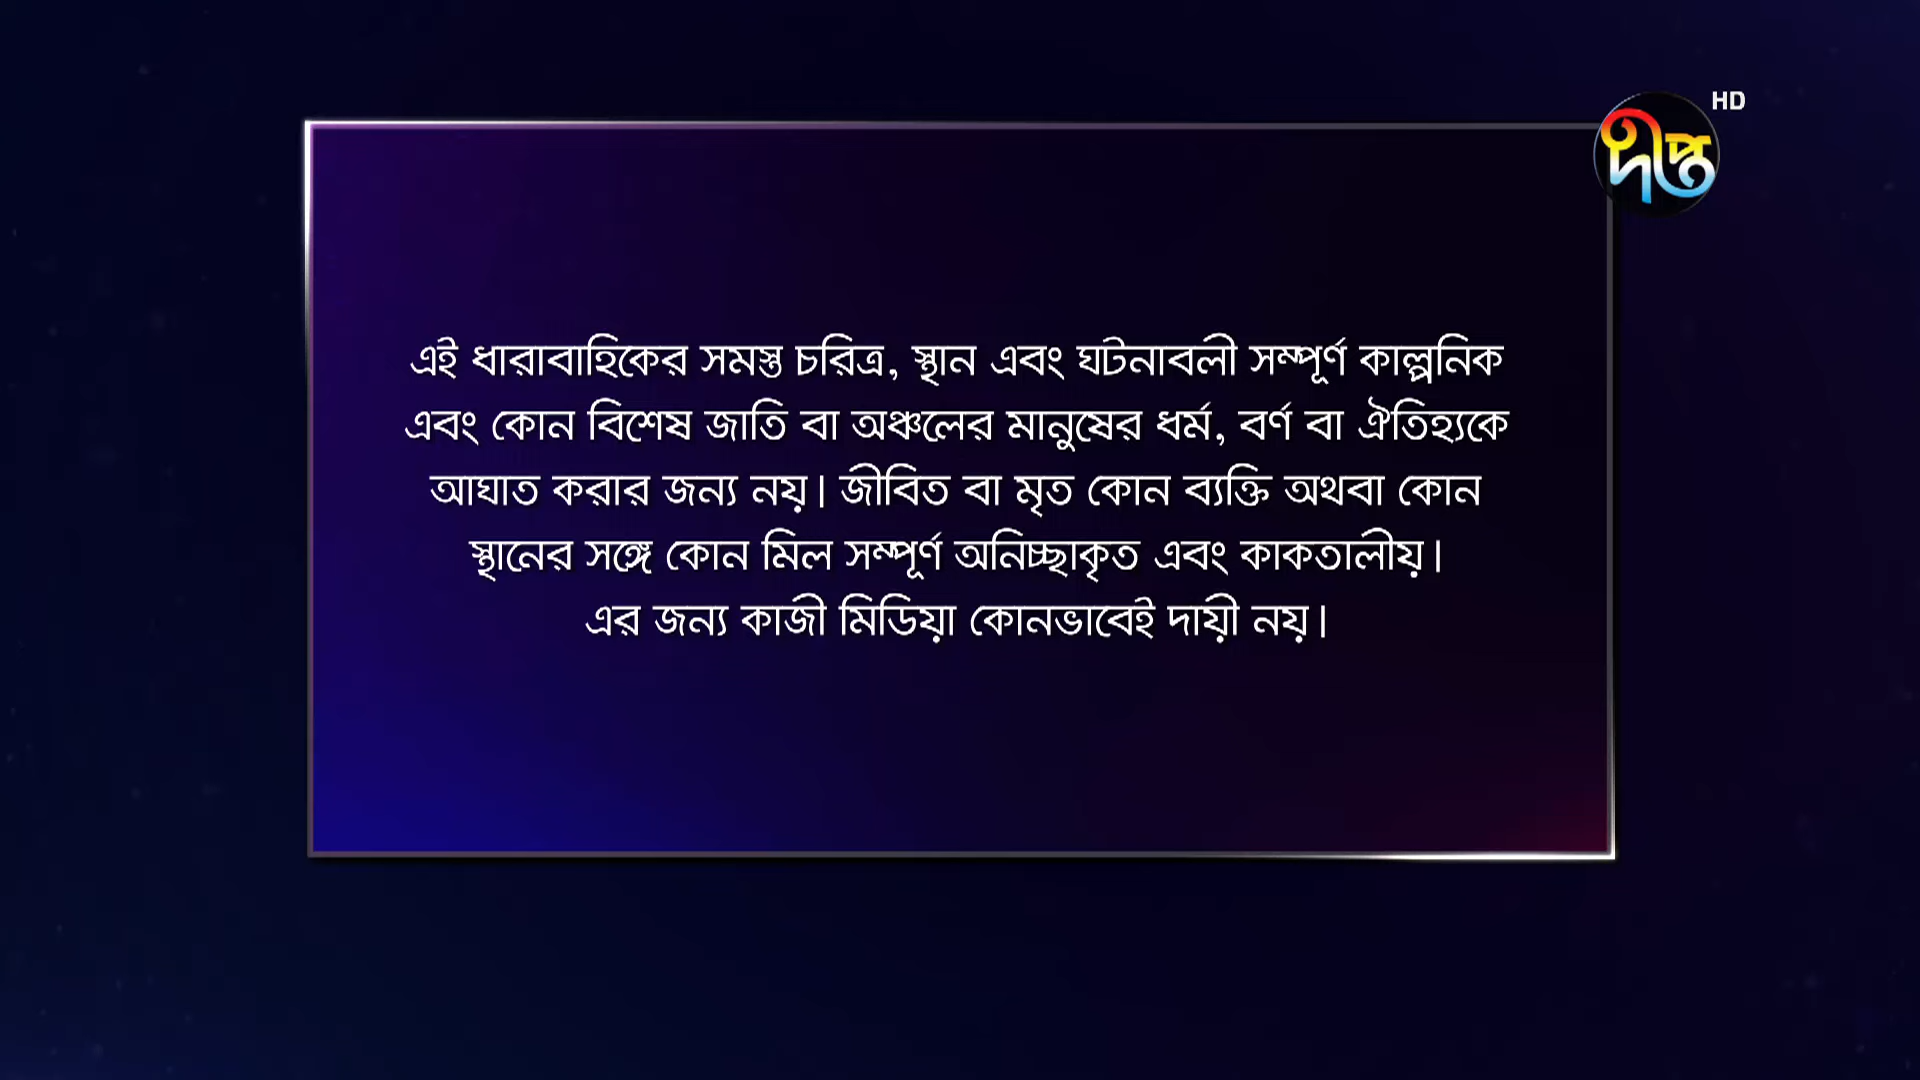 HD
দীপ্ত
এই ধারাবাহিকের সমস্ত চরিত্র, স্থান এবং ঘটনাবলী সম্পূর্ণ কাল্পনিক
এবং কোন বিশেষ জাতি বা অঞ্চলের মানুষের ধর্ম, বর্ণ বা ঐতিহ্যকে
আঘাত করার জন্য নয়। জীবিত বা মৃত কোন ব্যক্তি অথবা কোন
স্থানের সঙ্গে কোন মিল সম্পূর্ণ অনিচ্ছাকৃত এবং কাকতালীয়।
এর জন্য কাজী মিডিয়া কোনভাবেই দায়ী নয়।